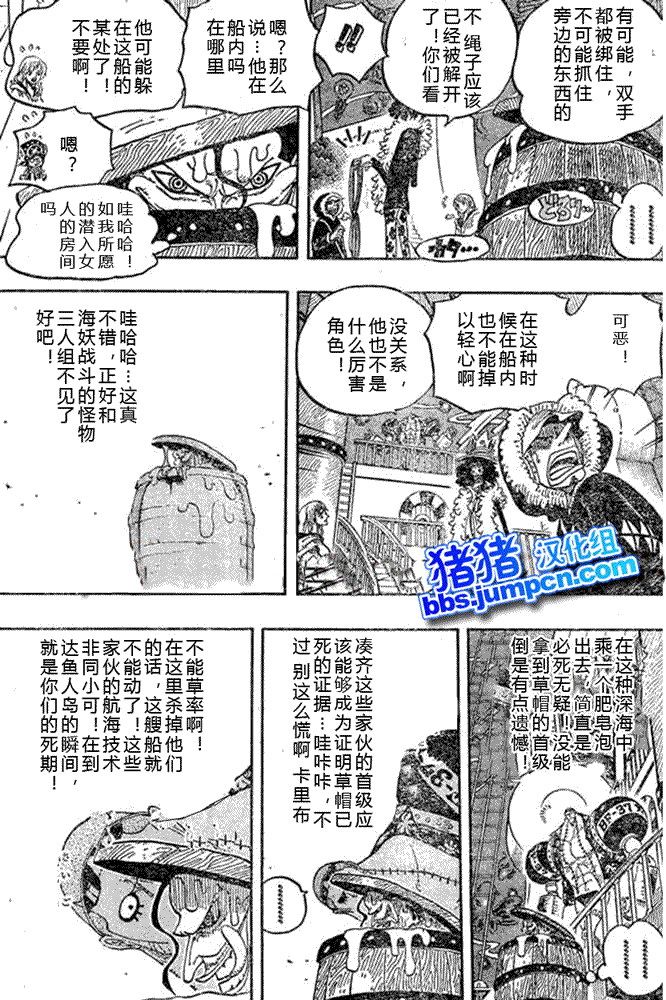 有可能，双手
都被绑住，
不可能抓住
旁边的东西的
不 绳子应该
已经被解开
了！你们看
!!
嗯？那么
说…他在
船内吗
在哪里
他可能躲
在这船的
某处了！
不要啊！
嗯？
哇哈哈！
如我所愿
的潜入女
人的房间
吗
可恶！
在这种时
候在船内
也不能掉
以轻心啊
没关系，
他也不是
什么厉害
角色！
哇哈哈…这真
不错，正好和
海妖战斗的怪物
三人组不见了
好吧！
猪猪 汉化组
bbs.jumpcn.com
在这种深海中
乘一个肥皂泡
出去，简直是
必死无疑！没能
拿到草帽的首级
倒是有点遗憾！
BF-37
凑齐这些家伙的首级应
该能够成为证明草帽已
死的证据…哇咔咔，不
过 别这么慌啊 卡里布
不能草率啊！
在这里杀掉他们
的话，这艘船就
不能动了！这些
家伙的航海技术
非同小可！在到
达鱼人岛的瞬间，
就是你们的死期！